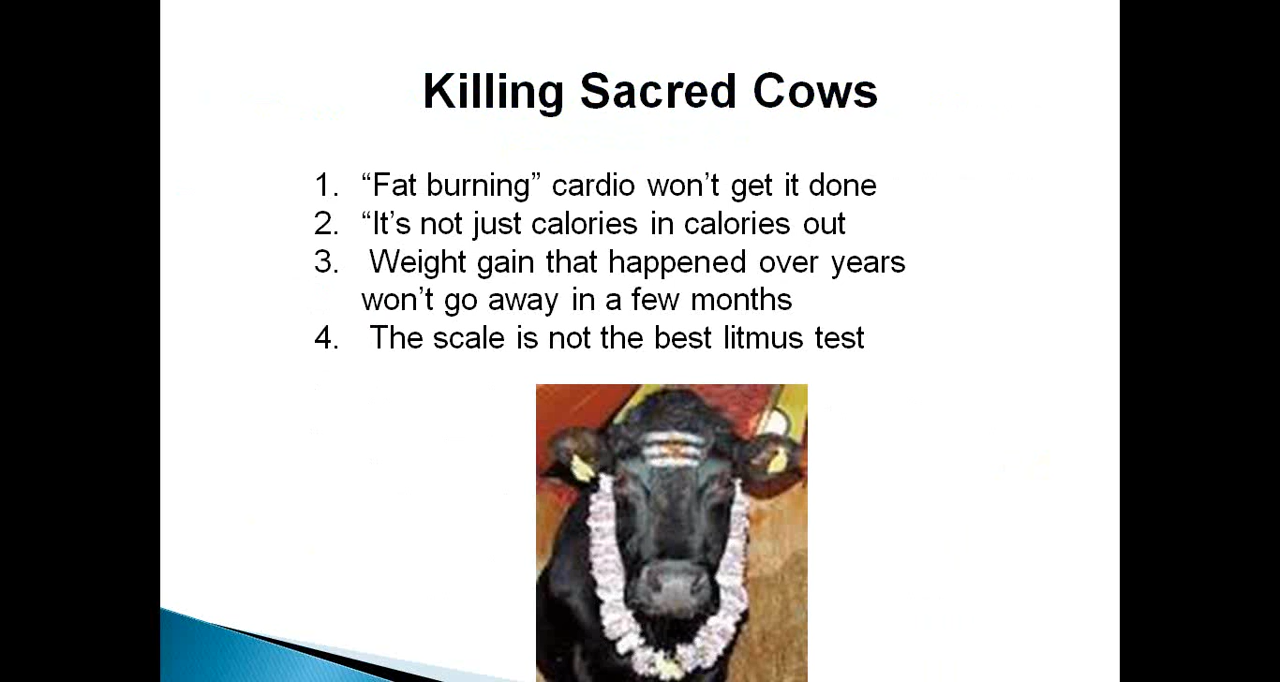 Killing Sacred Cows
1. “Fat burning” cardio won’t get it done
2. “It’s not just calories in calories out
3. Weight gain that happened over years
won’t go away in a few months
4. The scale is not the best litmus test